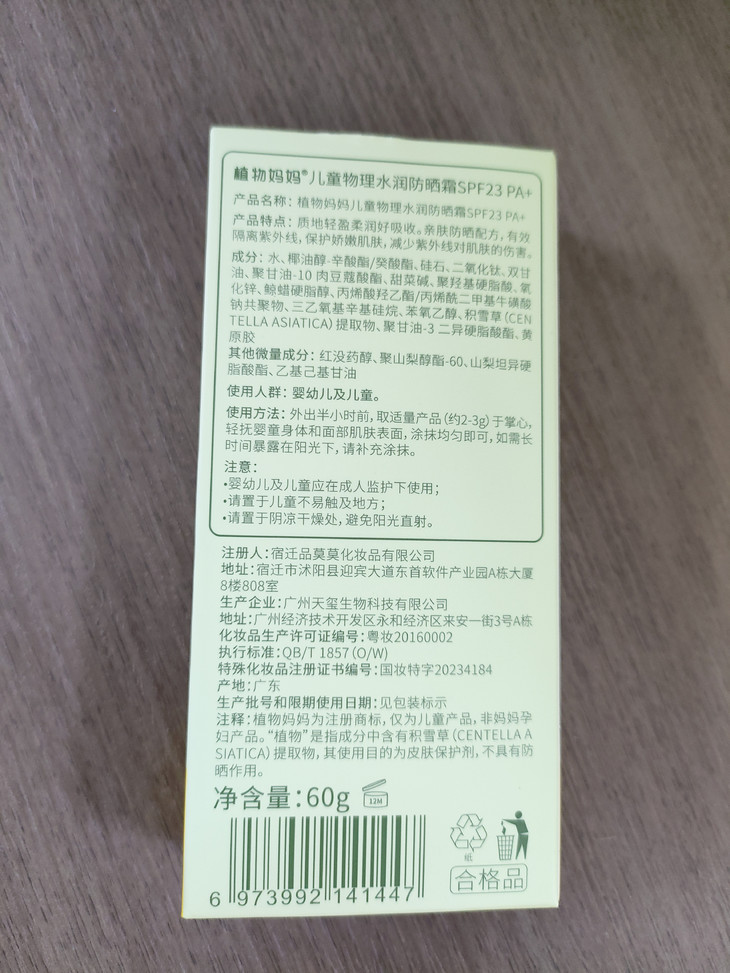 植物妈妈®儿童物理水润防晒霜SPF23 PA+
产品名称：植物妈妈儿童物理水润防晒霜SPF23 PA+
产品特点：质地轻盈柔润好吸收。亲肤防晒配方，有效
隔离紫外线，保护娇嫩肌肤，减少紫外线对肌肤的伤害。
成分：水、椰油醇-辛酸酯/癸酸酯、硅石、二氧化钛、双甘
油、聚甘油-10 肉豆蔻酸酯、甜菜碱、聚羟基硬脂酸、氧
化锌、鲸蜡硬脂醇、丙烯酸羟乙酯/丙烯酰二甲基牛磺酸
钠共聚物、三乙氧基辛基硅烷、苯氧乙醇、积雪草（CEN
TELLA ASIATICA）提取物、聚甘油-3 二异硬脂酸酯、黄
原胶
其他微量成分：红没药醇、聚山梨醇酯-60、山梨坦异硬
脂酸酯、乙基己基甘油
使用人群：婴幼儿及儿童。
使用方法：外出半小时前，取适量产品（约2-3g）于掌心，
轻抚婴童身体和面部肌肤表面，涂抹均匀即可，如需长
时间暴露在阳光下，请补充涂抹。
注意：
•婴幼儿及儿童应在成人监护下使用；
•请置于儿童不易触及地方；
•请置于阴凉干燥处，避免阳光直射。
注册人：宿迁品莫莫化妆品有限公司
地址：宿迁市沭阳县迎宾大道东首软件产业园A栋大厦
8楼808室
生产企业：广州天玺生物科技有限公司
地址：广州经济技术开发区永和经济区来安一街3号A栋
化妆品生产许可证编号：粤妆20160002
执行标准：QB/T 1857（O/W）
特殊化妆品注册证书编号：国妆特字20234184
产地：广东
生产批号和限期使用日期：见包装标示
注释：植物妈妈为注册商标，仅为儿童产品，非妈妈孕
妇产品。“植物”是指成分中含有积雪草（CENTELLA A
SIATICA）提取物，其使用目的为皮肤保护剂，不具有防
晒作用。
净含量：60g 12M
纸
合格品
6 973992 141447